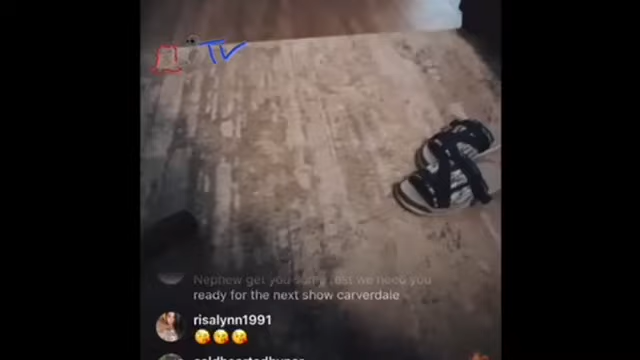 TV
Nephew get you some rest we need you
ready for the next show carverdale
risalynn1991